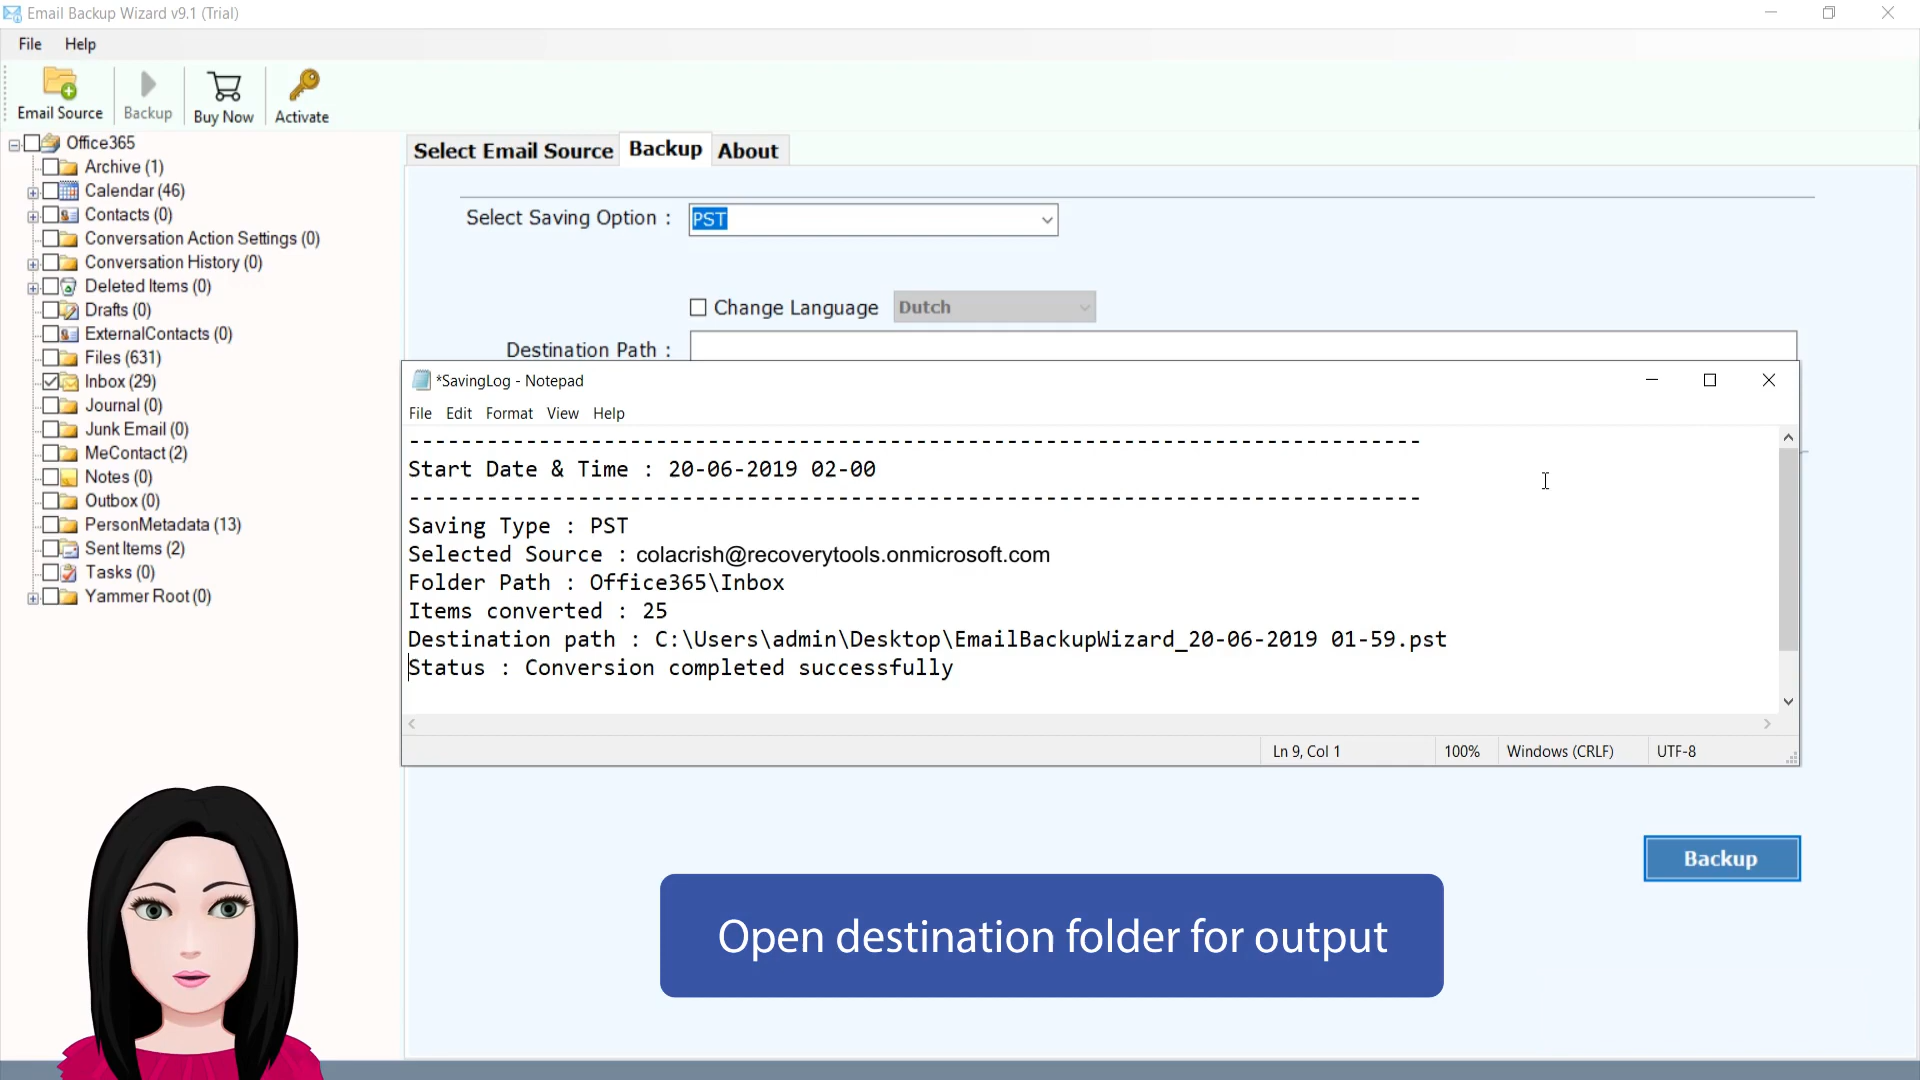 Email Backup Wizard v9.1 (Trial)
File Help
Email Source Backup Buy Now Activate
Office365
Archive (1)
Calendar (46)
Contacts (0)
Conversation Action Settings (0)
Conversation History (0)
Deleted Items (0)
Drafts (0)
ExternalContacts (0)
Files (631)
Inbox (29)
Journal (0)
Junk Email (0)
MeContact (2)
Notes (0)
Outbox (0)
PersonMetadata (13)
Sent Items (2)
Tasks (0)
Yammer Root (0)
Select Email Source Backup About
Select Saving Option : PST
Change Language Dutch
Destination Path :
*SavingLog - Notepad
File Edit Format View Help
------------------------------------------------------------------------------
Start Date & Time : 20-06-2019 02-00
------------------------------------------------------------------------------
Saving Type : PST
Selected Source : colacrish@recoverytools.onmicrosoft.com
Folder Path : Office365\Inbox
Items converted : 25
Destination path : C:\Users\admin\Desktop\EmailBackupWizard_20-06-2019 01-59.pst
Status : Conversion completed successfully
Ln 9, Col 1 100% Windows (CRLF) UTF-8
Backup
Open destination folder for output